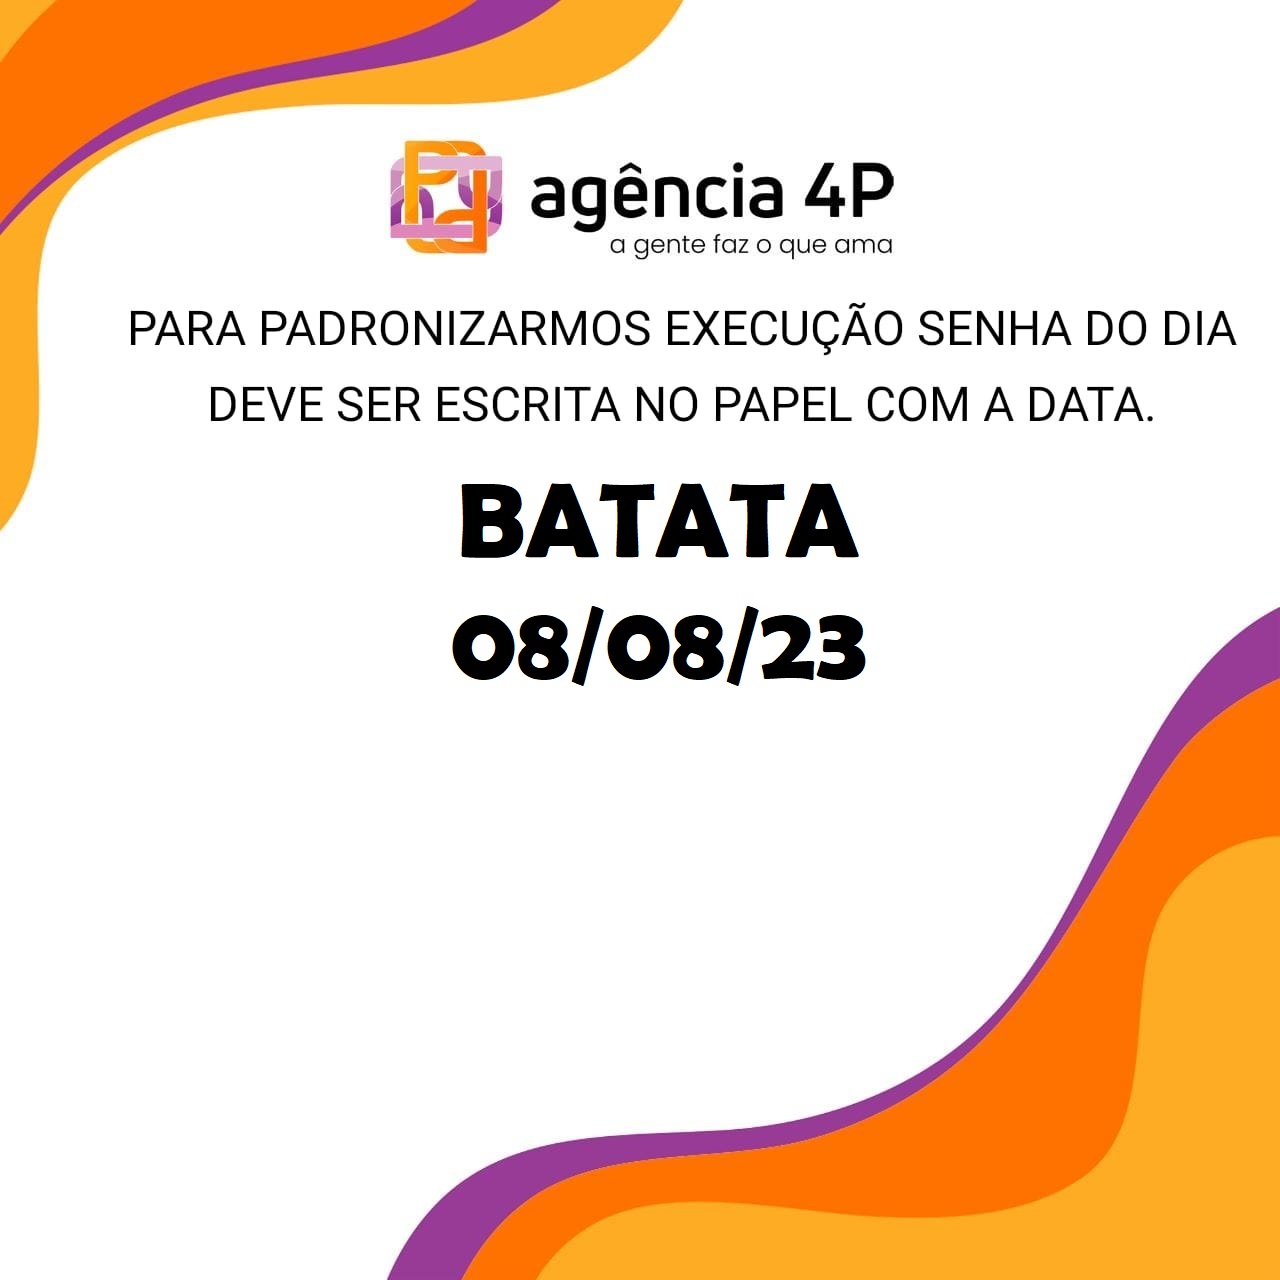 agência 4P
a gente faz o que ama
PARA PADRONIZARMOS EXECUÇÃO SENHA DO DIA
DEVE SER ESCRITA NO PAPEL COM A DATA.
BATATA
08/08/23